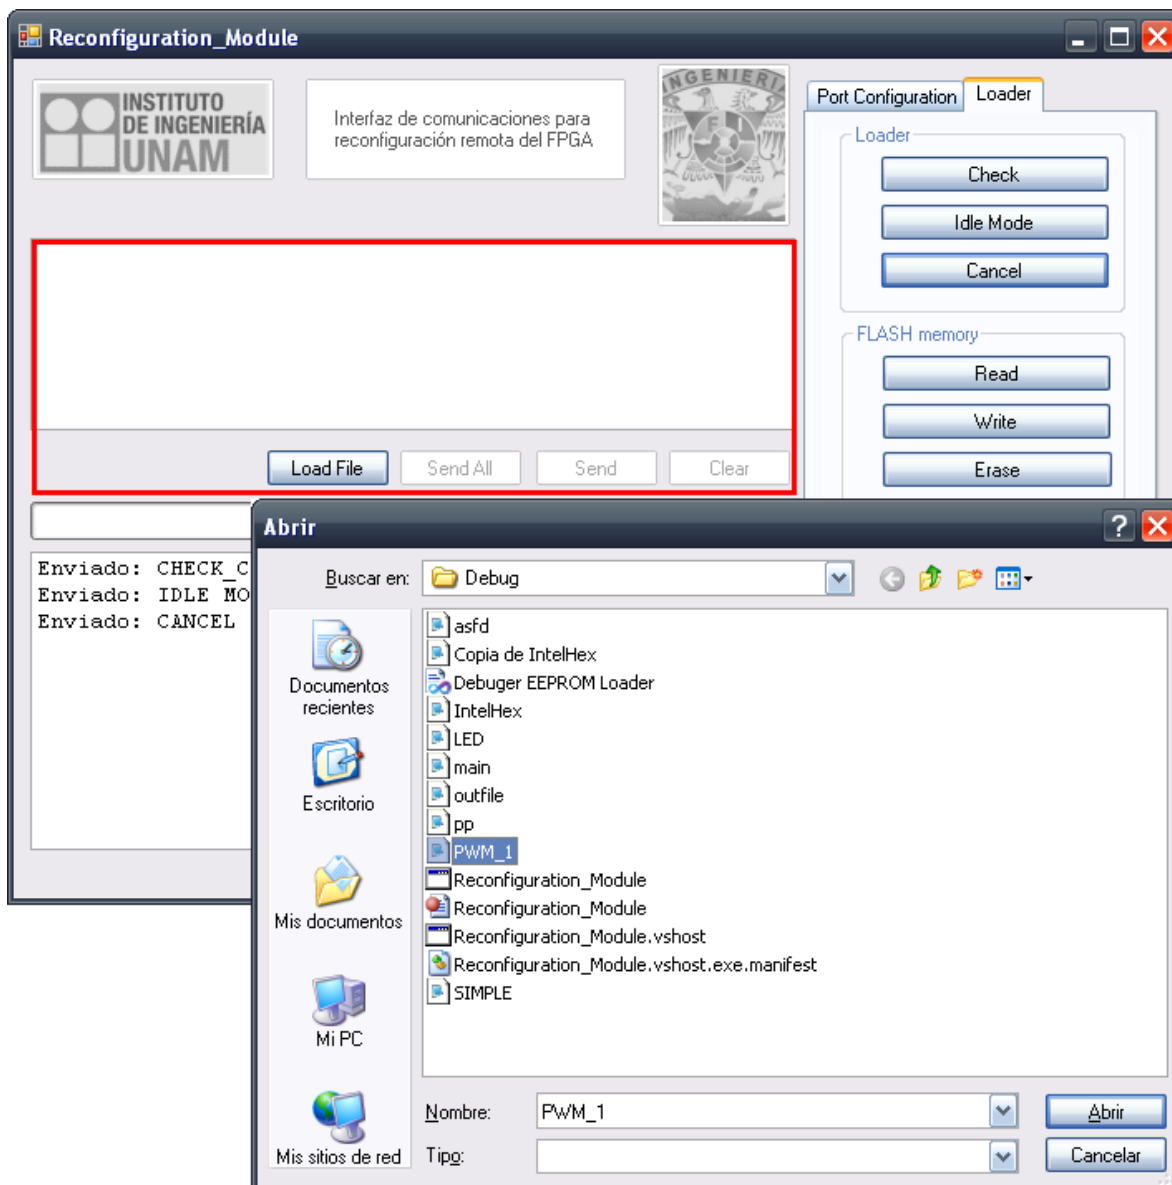 Reconfiguration_Module
INSTITUTO
DE INGENIERÍA
UNAM
Interfaz de comunicaciones para
reconfiguración remota del FPGA
INGENIERIA
Port Configuration
Loader
Loader
Check
Idle Mode
Cancel
FLASH memory
Read
Write
Erase
Load File
Send All
Send
Clear
Enviado: CHECK_C
Enviado: IDLE MO
Enviado: CANCEL
Abrir
Buscar en:
Debug
Documentos
recientes
Escritorio
Mis documentos
Mi PC
Mis sitios de red
asfd
Copia de IntelHex
Debuger EEPROM Loader
IntelHex
LED
main
outfile
pp
PWM_1
Reconfiguration_Module
Reconfiguration_Module
Reconfiguration_Module.vshost
Reconfiguration_Module.vshost.exe.manifest
SIMPLE
Nombre:
PWM_1
Abrir
Tipo:
Cancelar